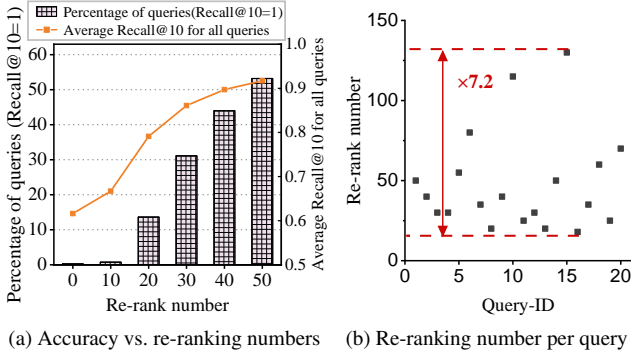 Percentage of queries(Recall@10=1)
Average Recall@10 for all queries
Percentage of queries (Recall@10=1)
60
50
40
30
20
10
0
1.0
0.9
0.8
0.7
0.6
0.5
Average Recall@10 for all queries
0 10 20 30 40 50
Re-rank number
(a) Accuracy vs. re-ranking numbers
Re-rank number
150
100
50
0
×7.2
0 5 10 15 20
Query-ID
(b) Re-ranking number per query